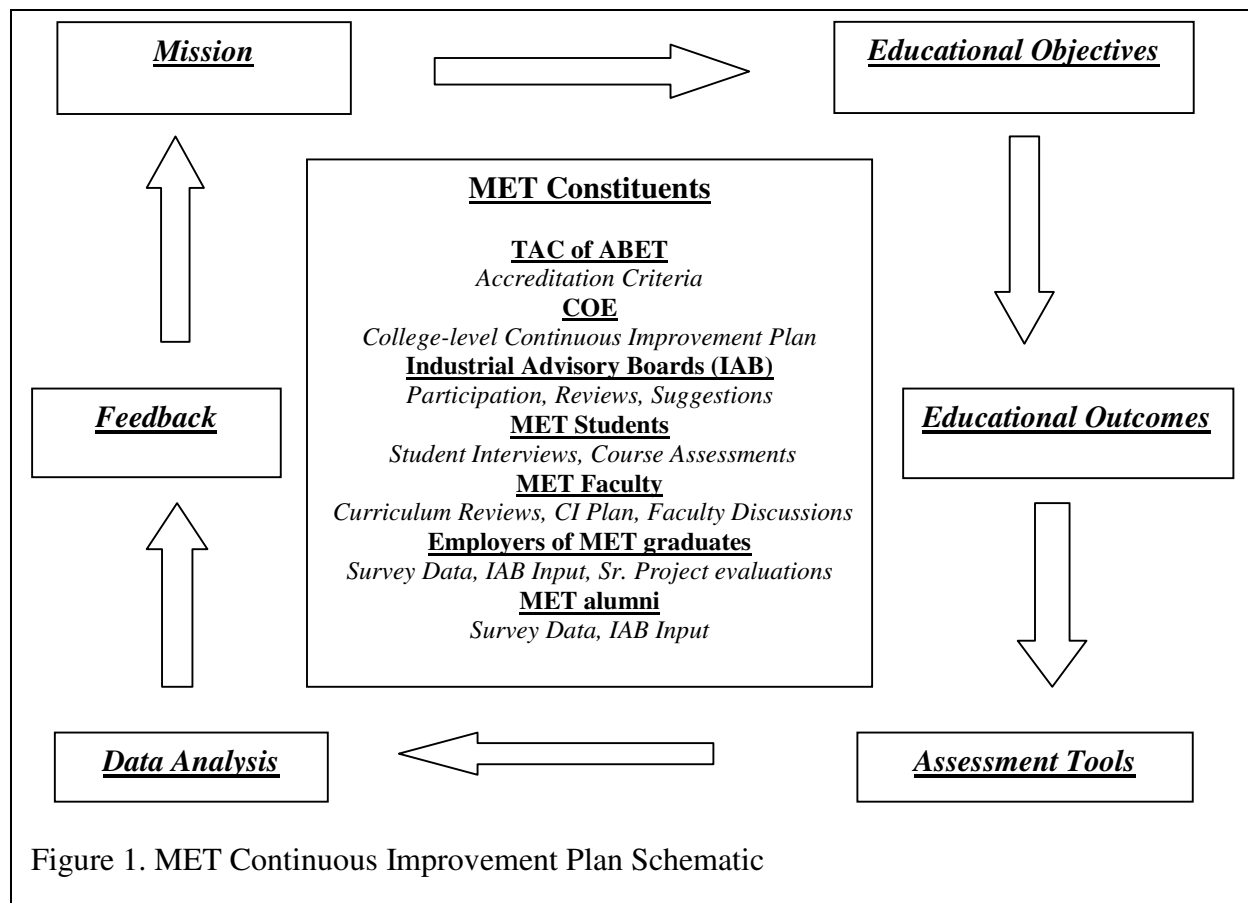 Mission
Educational Objectives
MET Constituents
TAC of ABET
Accreditation Criteria
COE
College-level Continuous Improvement Plan
Industrial Advisory Boards (IAB)
Participation, Reviews, Suggestions
MET Students
Student Interviews, Course Assessments
MET Faculty
Curriculum Reviews, CI Plan, Faculty Discussions
Employers of MET graduates
Survey Data, IAB Input, Sr. Project evaluations
MET alumni
Survey Data, IAB Input
Feedback
Educational Outcomes
Data Analysis
Assessment Tools
Figure 1. MET Continuous Improvement Plan Schematic